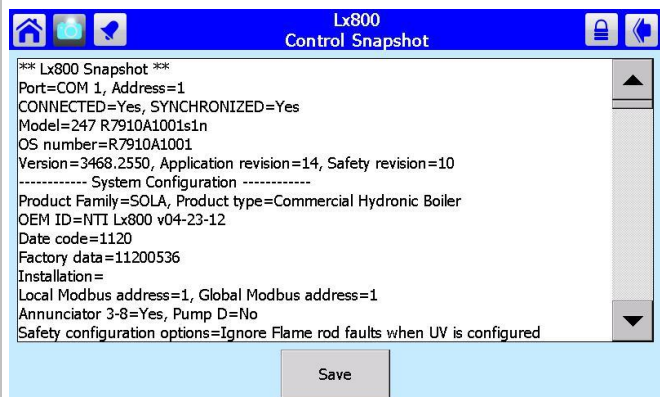 Lx800
Control Snapshot
** Lx800 Snapshot **
Port=COM 1, Address=1
CONNECTED=Yes, SYNCHRONIZED=Yes
Model=247 R7910A1001s1n
OS number=R7910A1001
Version=3468.2550, Application revision=14, Safety revision=10
------------ System Configuration ------------
Product Family=SOLA, Product type=Commercial Hydronic Boiler
OEM ID=NTI Lx800 v04-23-12
Date code=1120
Factory data=11200536
Installation=
Local Modbus address=1, Global Modbus address=1
Annunciator 3-8=Yes, Pump D=No
Safety configuration options=Ignore Flame rod faults when UV is configured
Save